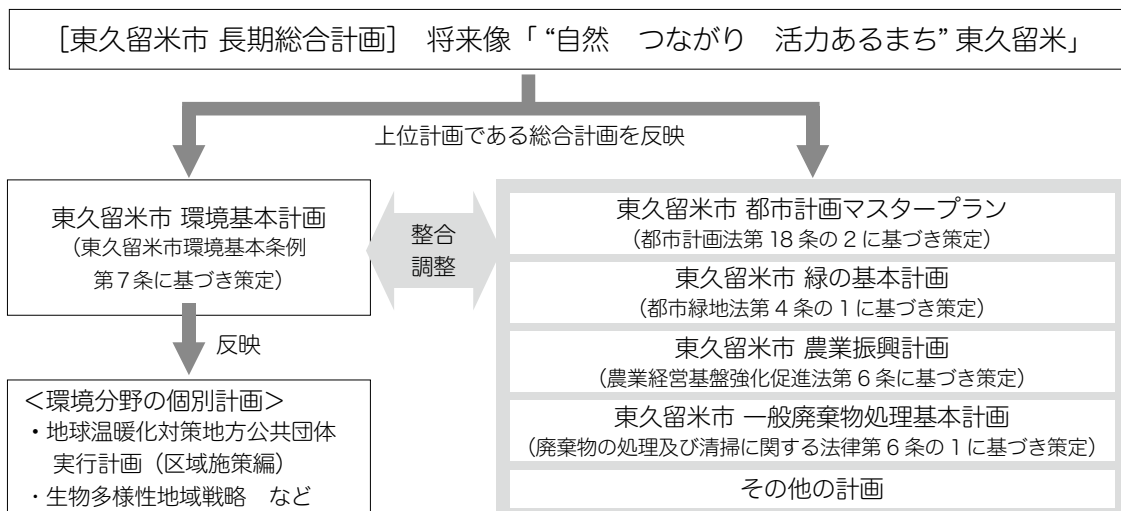 [東久留米市 長期総合計画] 将来像「 “自然　つながり　活力あるまち” 東久留米」
上位計画である総合計画を反映
東久留米市 環境基本計画
(東久留米市環境基本条例
第7条に基づき策定)
整合
調整
反映
＜環境分野の個別計画＞
・地球温暖化対策地方公共団体
実行計画（区域施策編）
・生物多様性地域戦略　など
東久留米市 都市計画マスタープラン
(都市計画法第 18 条の 2 に基づき策定)
東久留米市 緑の基本計画
(都市緑地法第 4 条の 1 に基づき策定)
東久留米市 農業振興計画
(農業経営基盤強化促進法第 6 条に基づき策定)
東久留米市 一般廃棄物処理基本計画
(廃棄物の処理及び清掃に関する法律第 6 条の 1 に基づき策定)
その他の計画